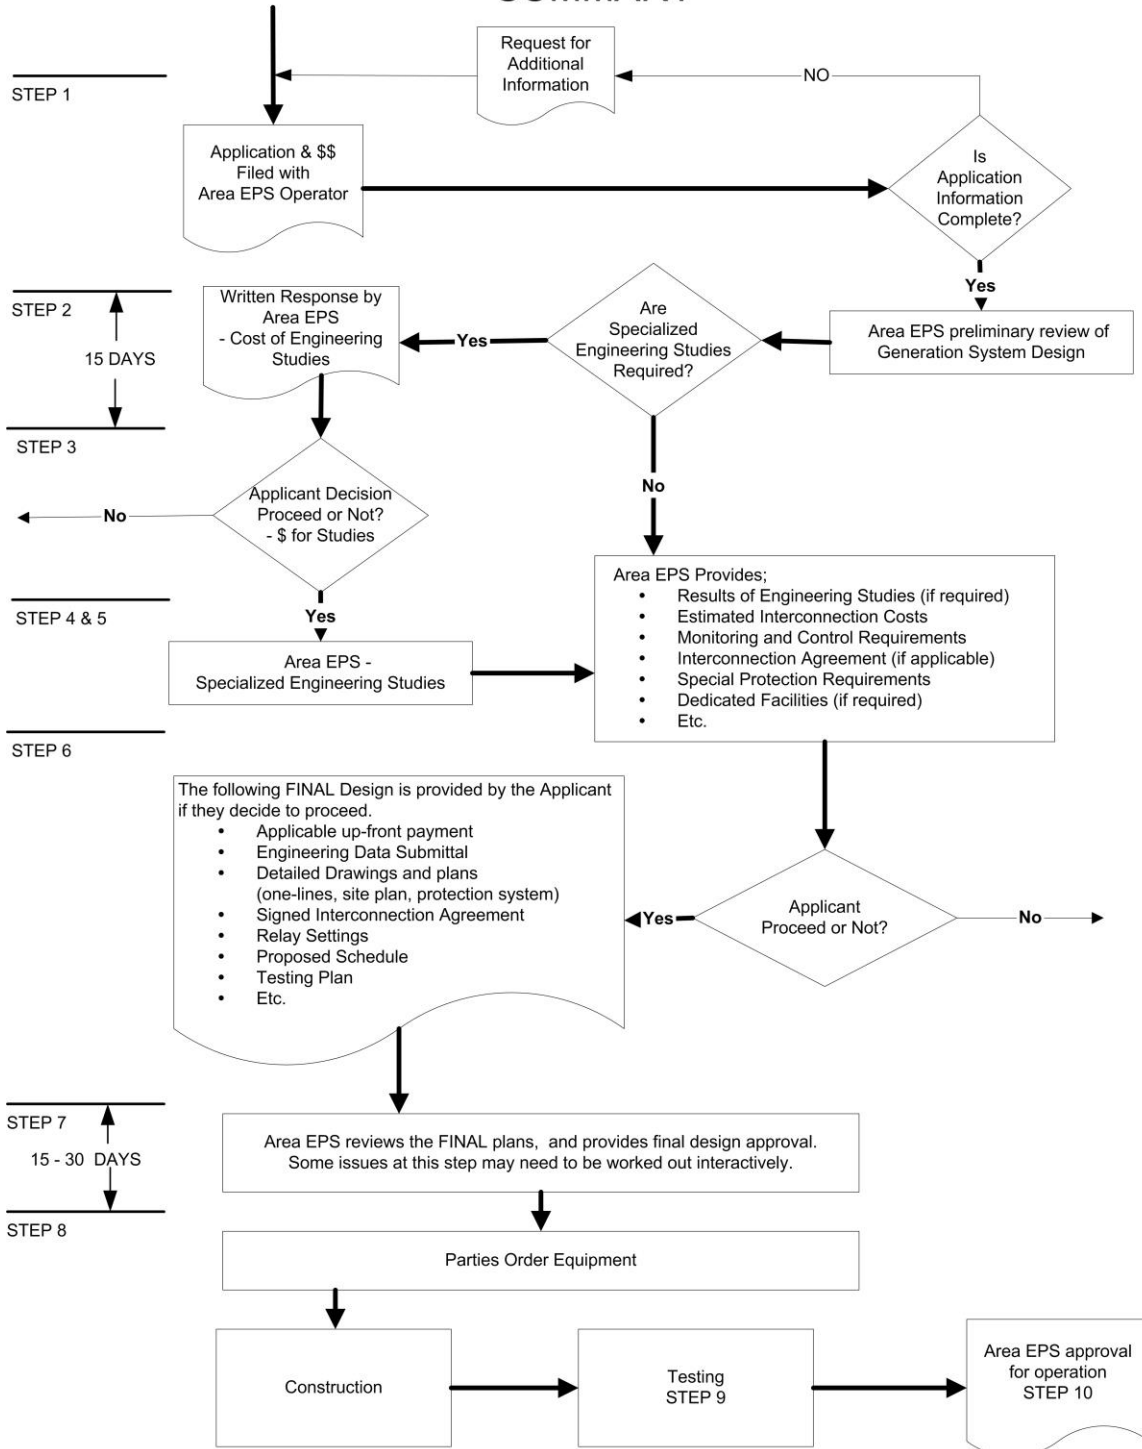 Request for
Additional
Information
NO
STEP 1
Application & $$
Filed with
Area EPS Operator
Is
Application
Information
Complete?
Yes
STEP 2
15 DAYS
Written Response by
Area EPS
- Cost of Engineering
Studies
Yes
Are
Specialized
Engineering Studies
Required?
Area EPS preliminary review of
Generation System Design
STEP 3
No
Applicant Decision
Proceed or Not?
- $ for Studies
No
STEP 4 & 5
Yes
Area EPS -
Specialized Engineering Studies
Area EPS Provides;
• Results of Engineering Studies (if required)
• Estimated Interconnection Costs
• Monitoring and Control Requirements
• Interconnection Agreement (if applicable)
• Special Protection Requirements
• Dedicated Facilities (if required)
• Etc.
STEP 6
The following FINAL Design is provided by the Applicant
if they decide to proceed.
• Applicable up-front payment
• Engineering Data Submittal
• Detailed Drawings and plans
(one-lines, site plan, protection system)
• Signed Interconnection Agreement
• Relay Settings
• Proposed Schedule
• Testing Plan
• Etc.
Yes
Applicant
Proceed or Not?
No
STEP 7
15 - 30 DAYS
Area EPS reviews the FINAL plans, and provides final design approval.
Some issues at this step may need to be worked out interactively.
STEP 8
Parties Order Equipment
Construction
Testing
STEP 9
Area EPS approval
for operation
STEP 10